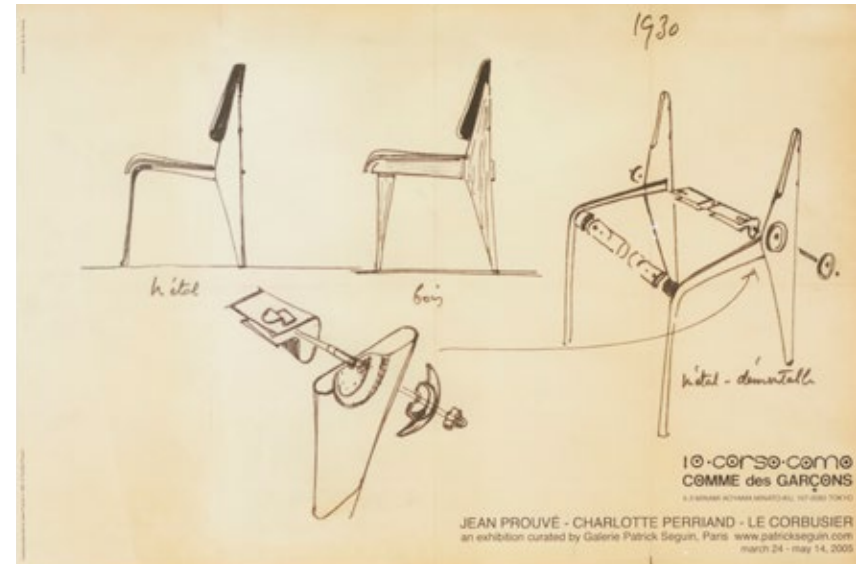 1930
métal
bois
métal - démontable
10·corso·como
COMME des GARÇONS
JEAN PROUVÉ - CHARLOTTE PERRIAND - LE CORBUSIER
an exhibition curated by Galerie Patrick Seguin, Paris www.patrickseguin.com
march 24 - may 14, 2005